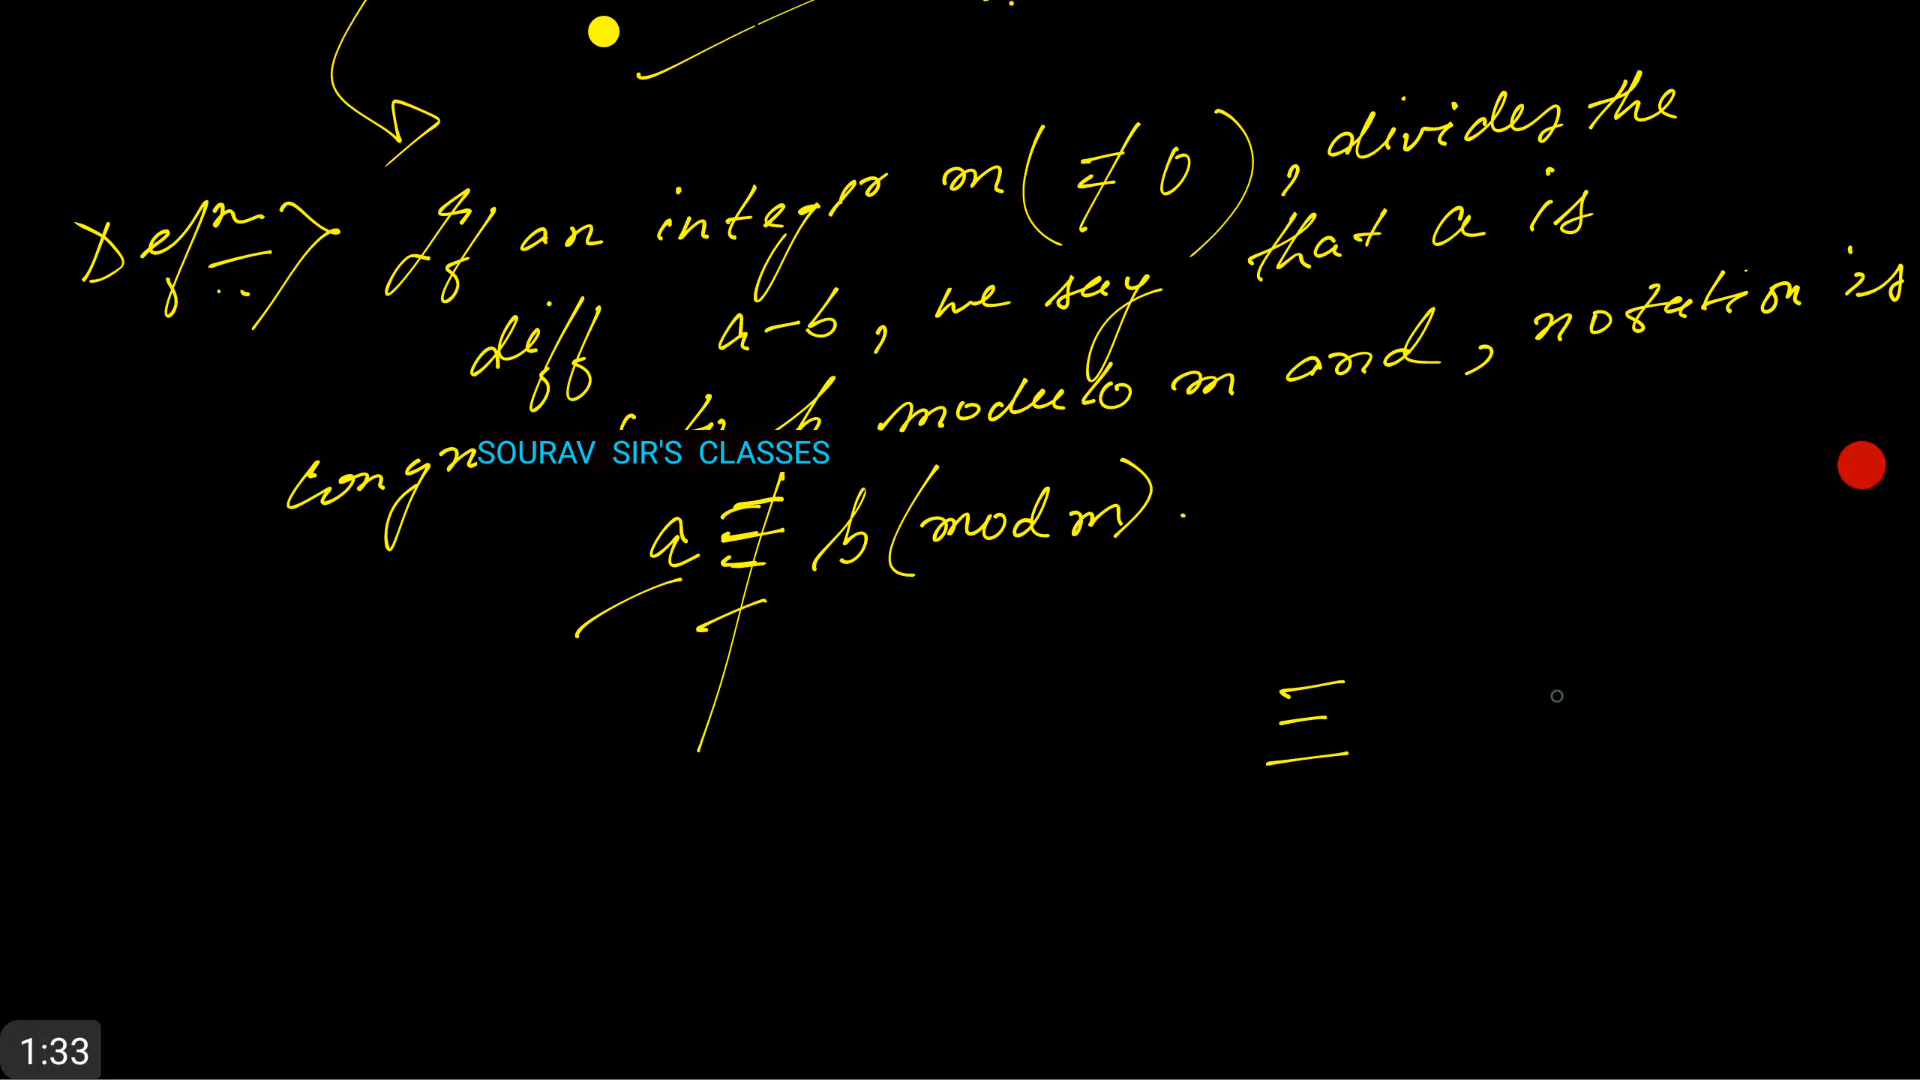 Defn If an integer m (≠ 0), divides the
diff a-b, we say that a is
to b modulo m and, notation is
SOURAV SIR'S CLASSES
a ≡ b (mod m).
≡
1:33